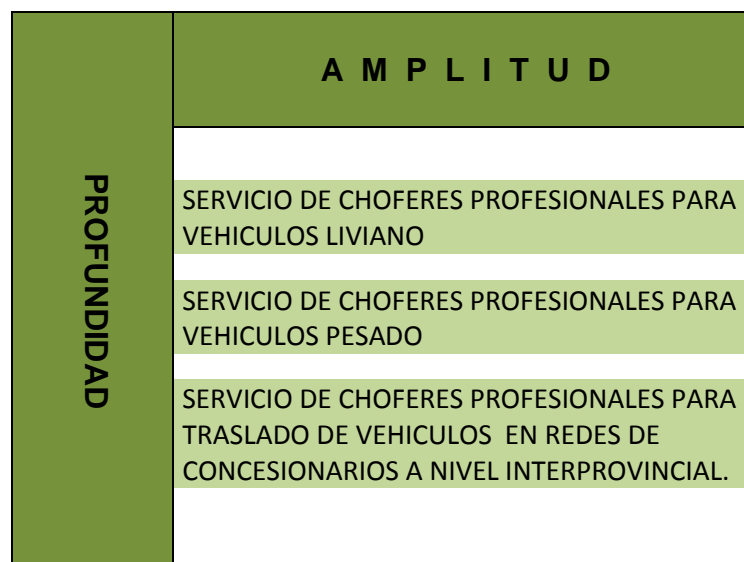 A M P L I T U D
PROFUNDIDAD
SERVICIO DE CHOFERES PROFESIONALES PARA
VEHICULOS LIVIANO
SERVICIO DE CHOFERES PROFESIONALES PARA
VEHICULOS PESADO
SERVICIO DE CHOFERES PROFESIONALES PARA
TRASLADO DE VEHICULOS EN REDES DE
CONCESIONARIOS A NIVEL INTERPROVINCIAL.